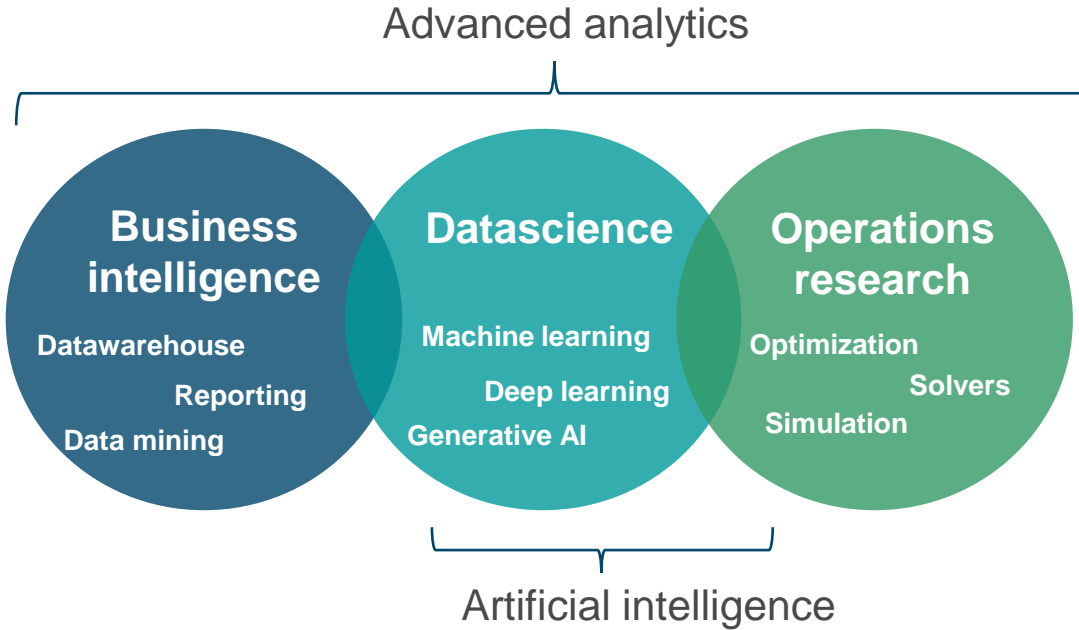 Advanced analytics
Business
intelligence
Datawarehouse
Reporting
Data mining
Datascience
Machine learning
Deep learning
Generative AI
Operations
research
Optimization
Solvers
Simulation
Artificial intelligence